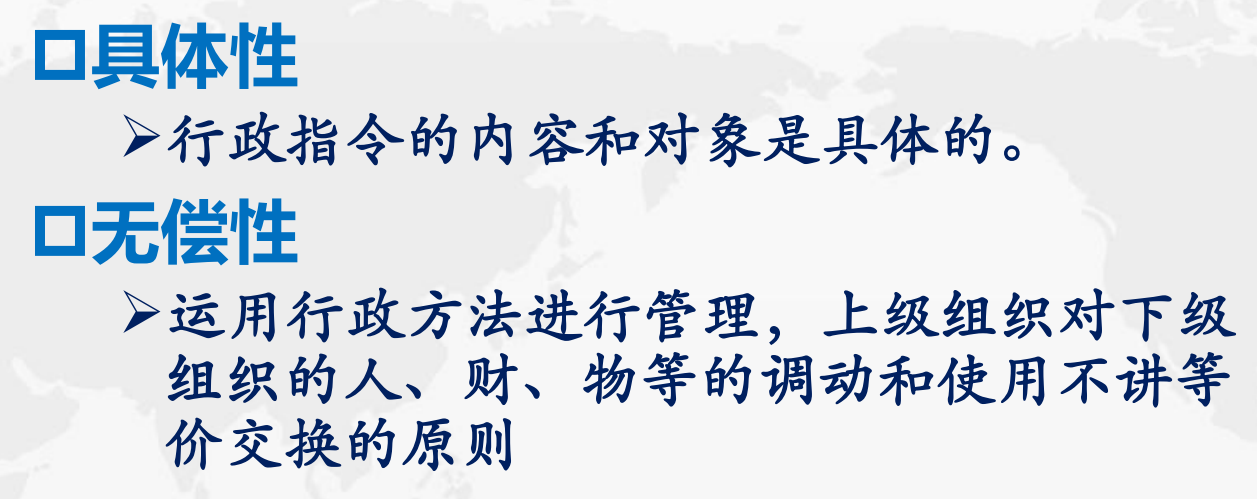 具体性
行政指令的内容和对象是具体的。
无偿性
运用行政方法进行管理，上级组织对下级
组织的人、财、物等的调动和使用不讲等
价交换的原则